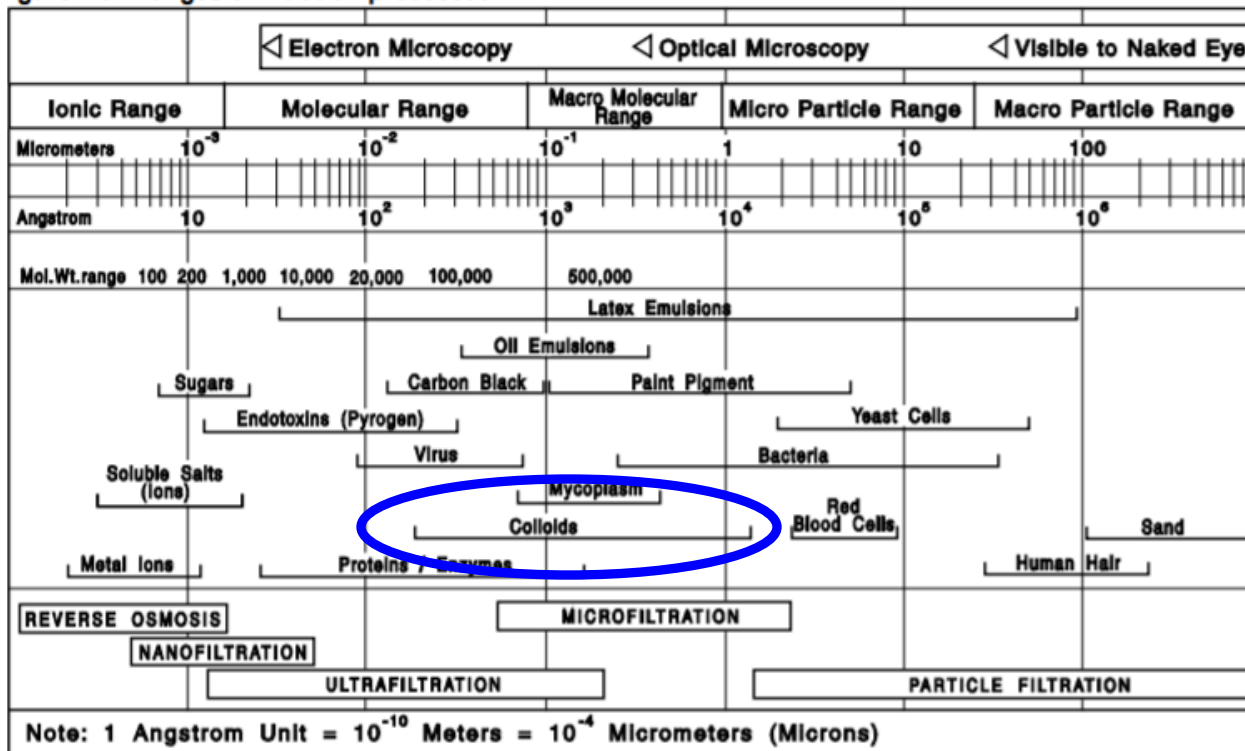 Electron Microscopy Optical Microscopy Visible to Naked Eye
Ionic Range Molecular Range Macro Molecular Range Micro Particle Range Macro Particle Range
Micrometers 10⁻³ 10⁻² 10⁻¹ 1 10 100
Angstrom 10 10² 10³ 10⁴ 10⁵ 10⁶
Mol.Wt.range 100 200 1,000 10,000 20,000 100,000 500,000
Latex Emulsions
Oil Emulsions
Sugars Carbon Black Paint Pigment
Endotoxins (Pyrogen) Yeast Cells
Virus Bacteria
Soluble Salts
(Ions) Mycoplasm
Colloids Red
Blood Cells Sand
Metal Ions Proteins / Enzymes Human Hair
REVERSE OSMOSIS MICROFILTRATION
NANOFILTRATION
ULTRAFILTRATION PARTICLE FILTRATION
Note: 1 Angstrom Unit = 10⁻¹⁰ Meters = 10⁻⁴ Micrometers (Microns)